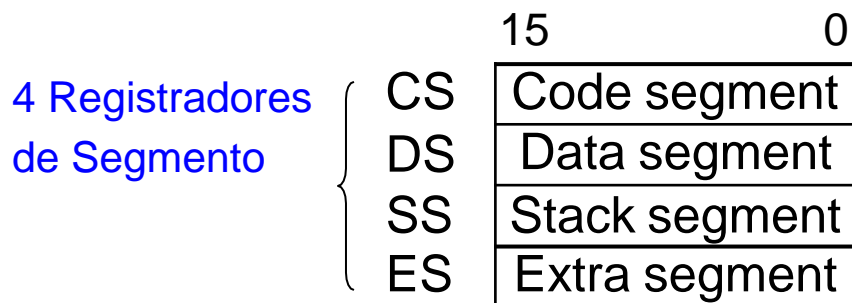 15 0
4 Registradores
de Segmento
CS Code segment
DS Data segment
SS Stack segment
ES Extra segment